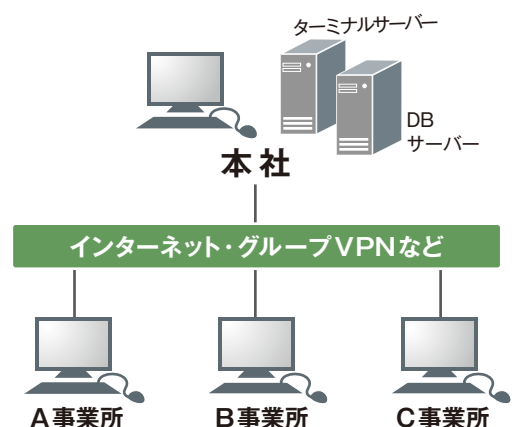 ターミナルサーバー
DB
サーバー
本社
インターネット・グループVPNなど
A事業所
B事業所
C事業所